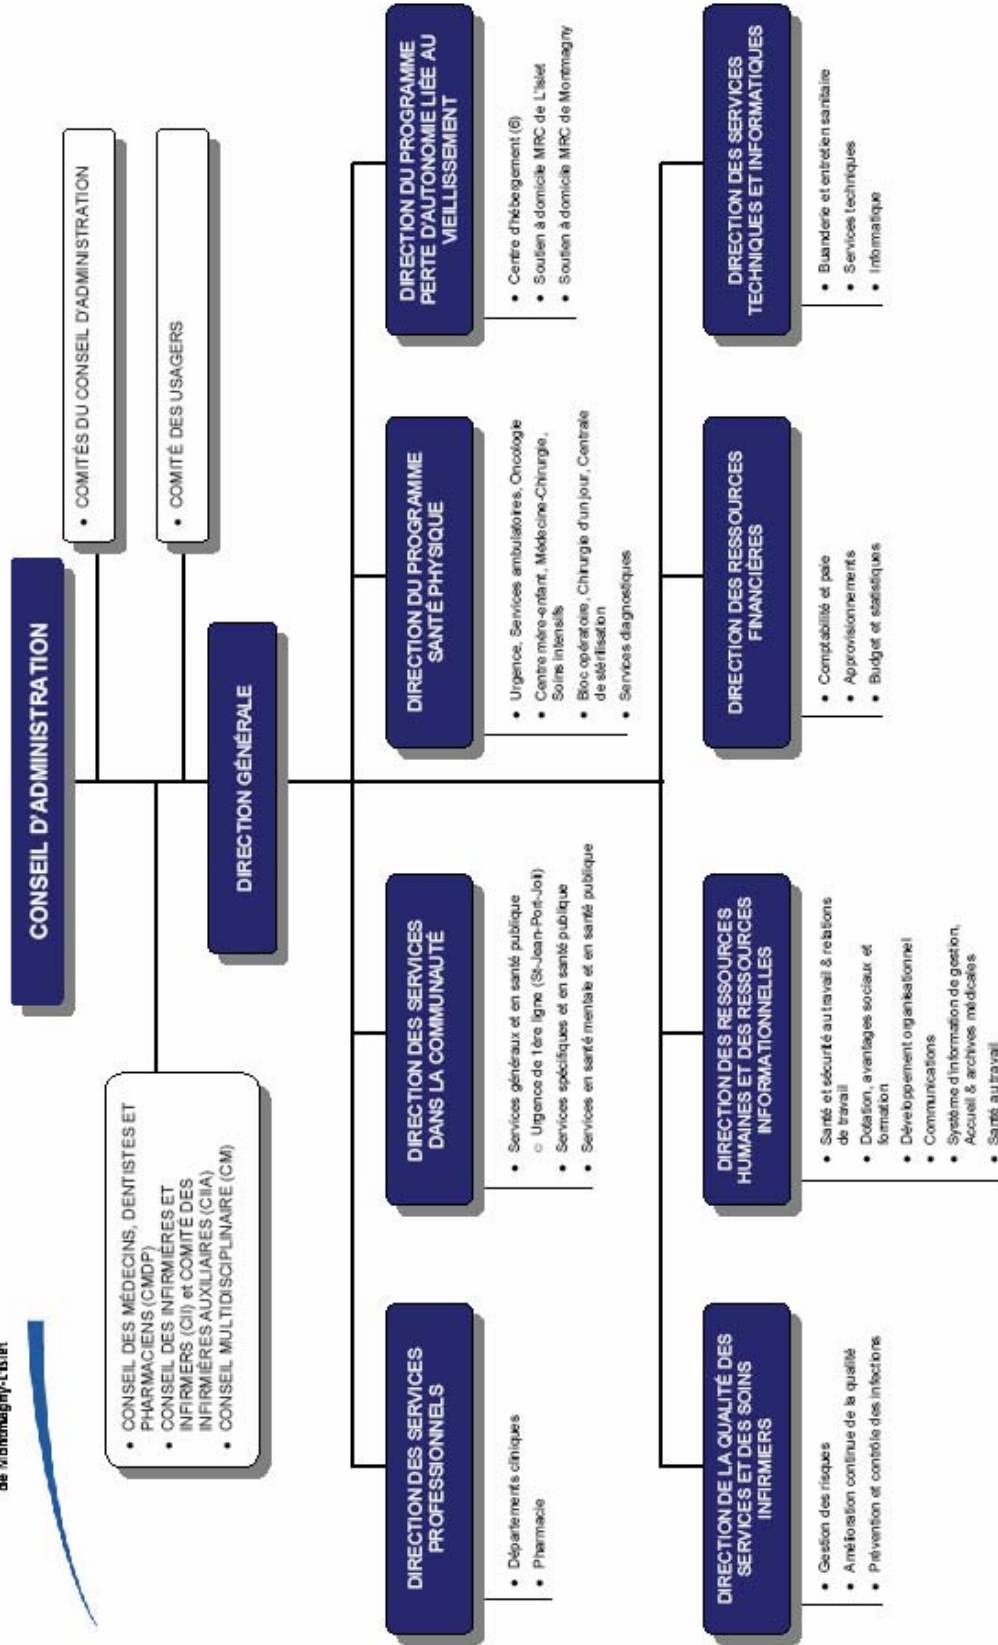 de Montmagny-L'Islet
CONSEIL D'ADMINISTRATION
• COMITÉS DU CONSEIL D'ADMINISTRATION
• CONSEIL DES MÉDECINS, DENTISTES ET
PHARMACIENS (CMDP)
• CONSEIL DES INFIRMIÈRES ET
INFIRMIERS (CII) et COMITÉ DES
INFIRMIÈRES AUXILIAIRES (CIIA)
• CONSEIL MULTIDISCIPLINAIRE (CM)
• COMITÉ DES USAGERS
DIRECTION GÉNÉRALE
DIRECTION DES SERVICES
PROFESSIONNELS
• Départements cliniques
• Pharmacie
DIRECTION DES SERVICES
DANS LA COMMUNAUTÉ
• Services généraux et en santé publique
○ Urgence de 1ère ligne (St-Jean-Port-Joli)
• Services spécifiques et en santé publique
• Services en santé mentale et en santé publique
DIRECTION DU PROGRAMME
SANTÉ PHYSIQUE
• Urgence, Services ambulatoires, Oncologie
• Centre mère-enfant, Médecine-Chirurgie,
Soins intensifs
• Bloc opératoire, Chirurgie d'un jour, Centrale
de stérilisation
• Services diagnostiques
DIRECTION DU PROGRAMME
PERTE D'AUTONOMIE LIÉE AU
VIEILLISSEMENT
• Centre d'hébergement (6)
• Soutien à domicile MRC de L'Islet
• Soutien à domicile MRC de Montmagny
DIRECTION DE LA QUALITÉ DES
SERVICES ET DES SOINS
INFIRMIERS
• Gestion des risques
• Amélioration continue de la qualité
• Prévention et contrôle des infections
DIRECTION DES RESSOURCES
HUMAINES ET DES RESSOURCES
INFORMATIONNELLES
• Santé et sécurité au travail & relations
de travail
• Dotation, avantages sociaux et
formation
• Développement organisationnel
• Communications
• Système d'information de gestion,
Accueil & archives médicales
• Santé au travail
DIRECTION DES RESSOURCES
FINANCIÈRES
• Comptabilité et paie
• Approvisionnements
• Budget et statistiques
DIRECTION DES SERVICES
TECHNIQUES ET INFORMATIQUES
• Buanderie et entretien sanitaire
• Services techniques
• Informatique